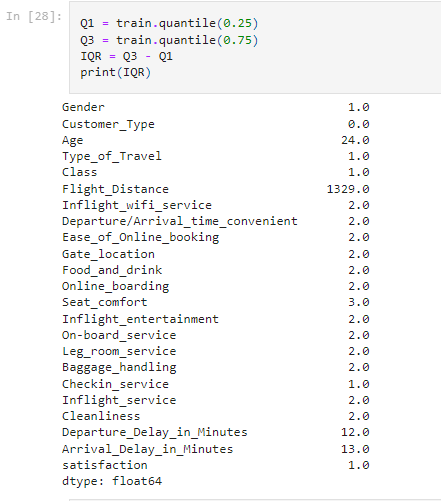 In [28]:
Q1 = train.quantile(0.25)
Q3 = train.quantile(0.75)
IQR = Q3 - Q1
print(IQR)
Gender 1.0
Customer_Type 0.0
Age 24.0
Type_of_Travel 1.0
Class 1.0
Flight_Distance 1329.0
Inflight_wifi_service 2.0
Departure/Arrival_time_convenient 2.0
Ease_of_Online_booking 2.0
Gate_location 2.0
Food_and_drink 2.0
Online_boarding 2.0
Seat_comfort 3.0
Inflight_entertainment 2.0
On-board_service 2.0
Leg_room_service 2.0
Baggage_handling 2.0
Checkin_service 1.0
Inflight_service 2.0
Cleanliness 2.0
Departure_Delay_in_Minutes 12.0
Arrival_Delay_in_Minutes 13.0
satisfaction 1.0
dtype: float64